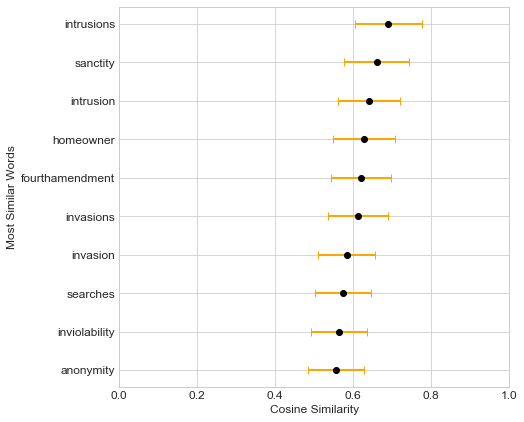 intrusions
sanctity
intrusion
homeowner
fourthamendment
invasions
invasion
searches
inviolability
anonymity
Most Similar Words
0.0 0.2 0.4 0.6 0.8 1.0
Cosine Similarity